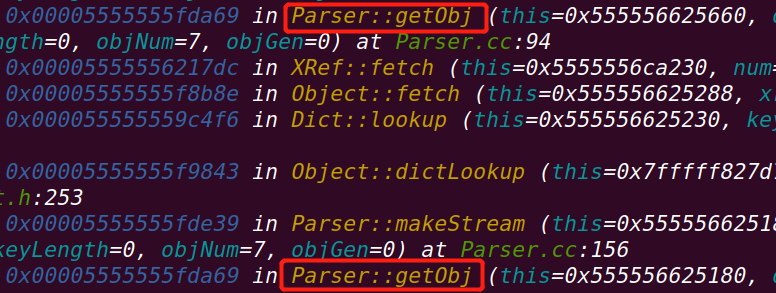 0x00005555555fda69 in Parser::getObj (this=0x555556625660,
ngth=0, objNum=7, objGen=0) at Parser.cc:94
0x00005555556217dc in XRef::fetch (this=0x5555556ca230, num=
0x00005555555f8b8e in Object::fetch (this=0x555556625288, x
0x000055555559c4f6 in Dict::lookup (this=0x555556625230, key
0x00005555555f9843 in Object::dictLookup (this=0x7fffff827d
t.h:253
0x00005555555fde39 in Parser::makeStream (this=0x55555662518
keyLength=0, objNum=7, objGen=0) at Parser.cc:156
0x00005555555fda69 in Parser::getObj (this=0x555556625180,